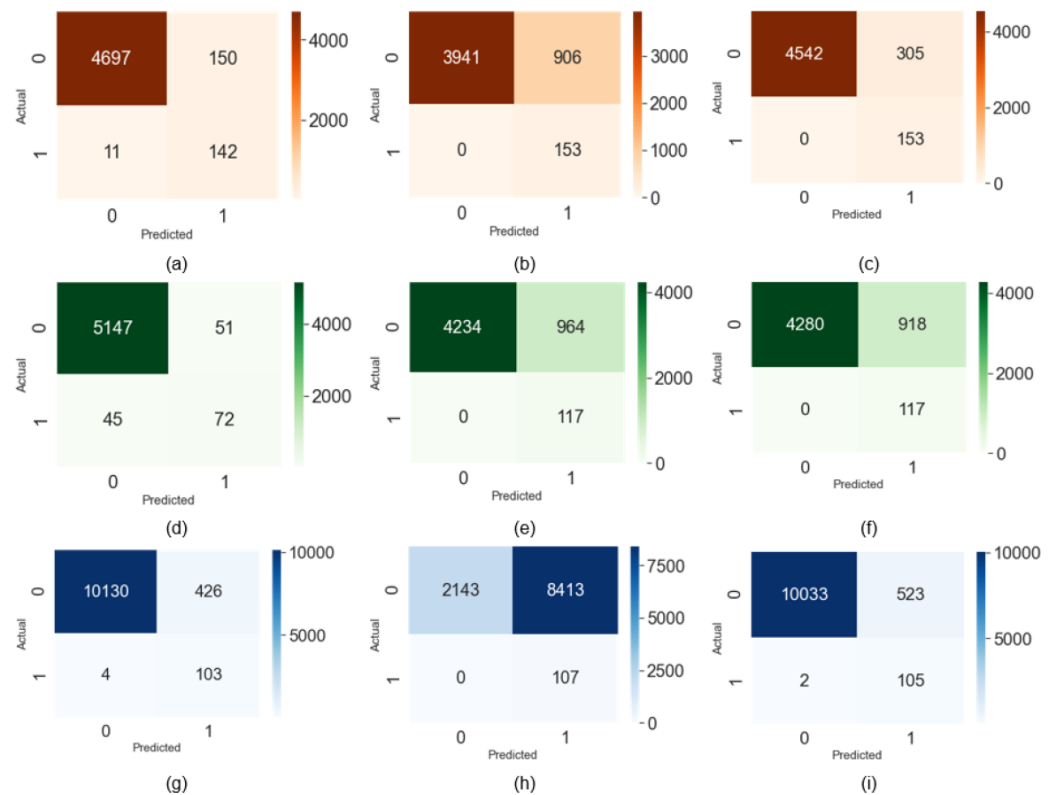 0 4697 150 4000
Actual
2000
1 11 142
0 1
Predicted
(a)
0 3941 906 3000
Actual
2000
1000
1 0 153
0
0 1
Predicted
(b)
0 4542 305 4000
Actual
2000
1 0 153
0
0 1
Predicted
(c)
0 5147 51 4000
Actual
2000
1 45 72
0 1
Predicted
(d)
0 4234 964 4000
Actual
2000
1 0 117
0
0 1
Predicted
(e)
0 4280 918 4000
Actual
2000
1 0 117
0
0 1
Predicted
(f)
10000
0 10130 426
Actual
5000
1 4 103
0 1
Predicted
(g)
7500
0 2143 8413
Actual
5000
2500
1 0 107
0
0 1
Predicted
(h)
10000
0 10033 523
Actual
5000
1 2 105
0 1
Predicted
(i)